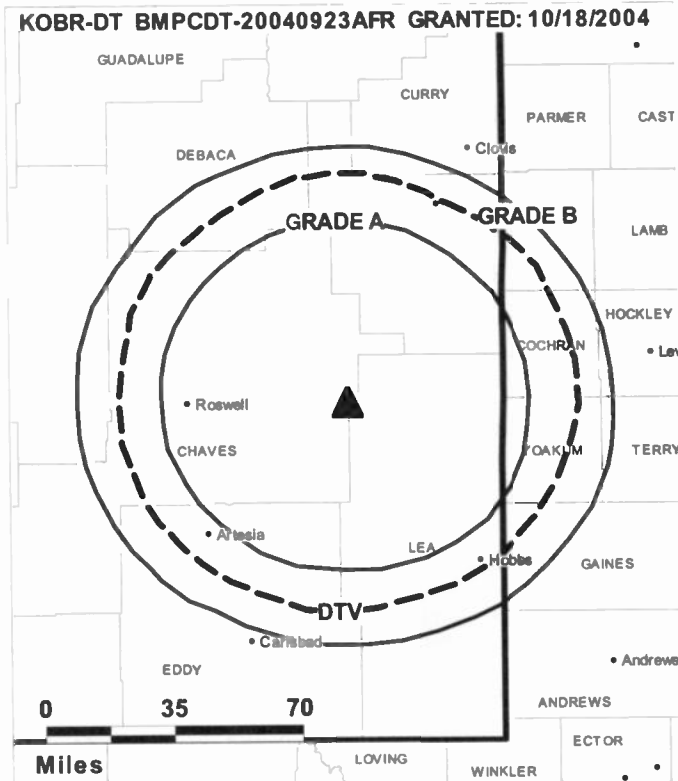 KOBR-DT BMPCDT-20040923AFR GRANTED: 10/18/2004
GUADALUPE
CURRY
PARMER
CAST
DEBACA
Clovis
GRADE A
GRADE B
LAMB
HOCKLEY
COCHRAN
Lev
Roswell
CHAVES
YOAKUM
TERRY
Artesia
LEA
Hobbs
GAINES
DTV
Carlsbad
EDDY
Andrews
0 35 70
ANDREWS
ECTOR
Miles
LOVING
WINKLER